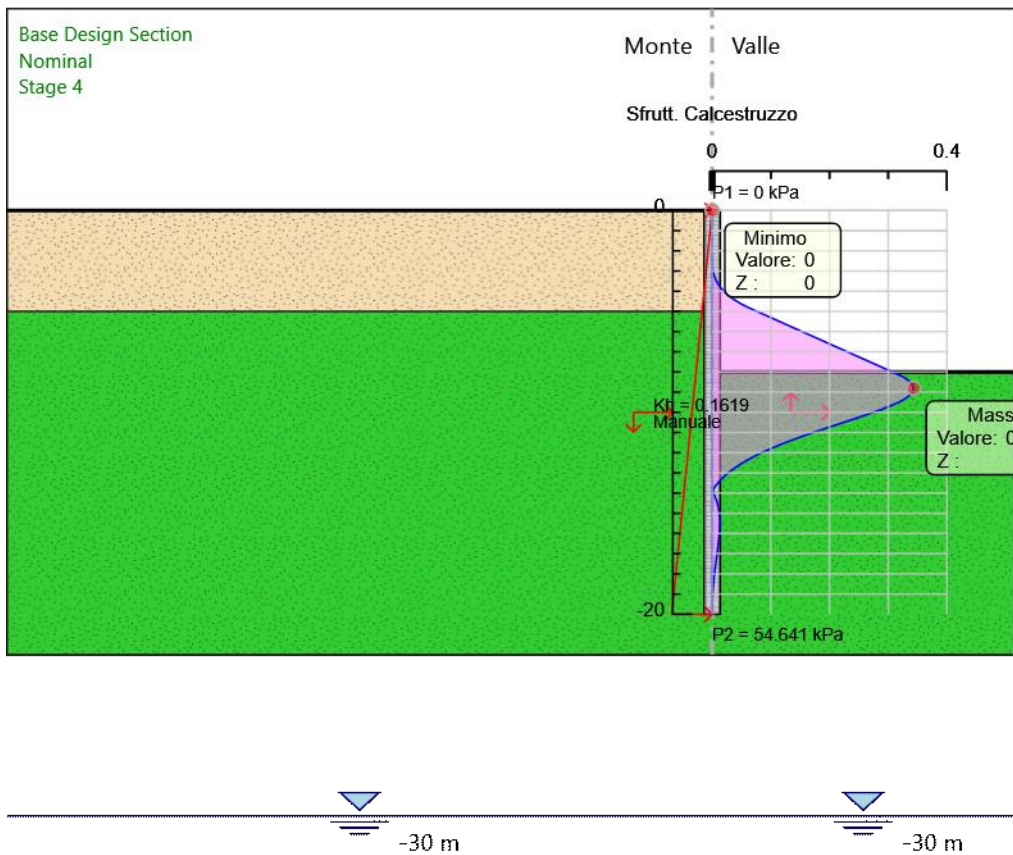 Base Design Section
Nominal
Stage 4
Monte Valle
Sfrutt. Calcestruzzo
0 0.4
P1 = 0 kPa
0
Minimo
Valore: 0
Z : 0
Kh = 0.1619
Manuale
Mass
Valore: 0
Z :
-20
P2 = 54.641 kPa
-30 m -30 m